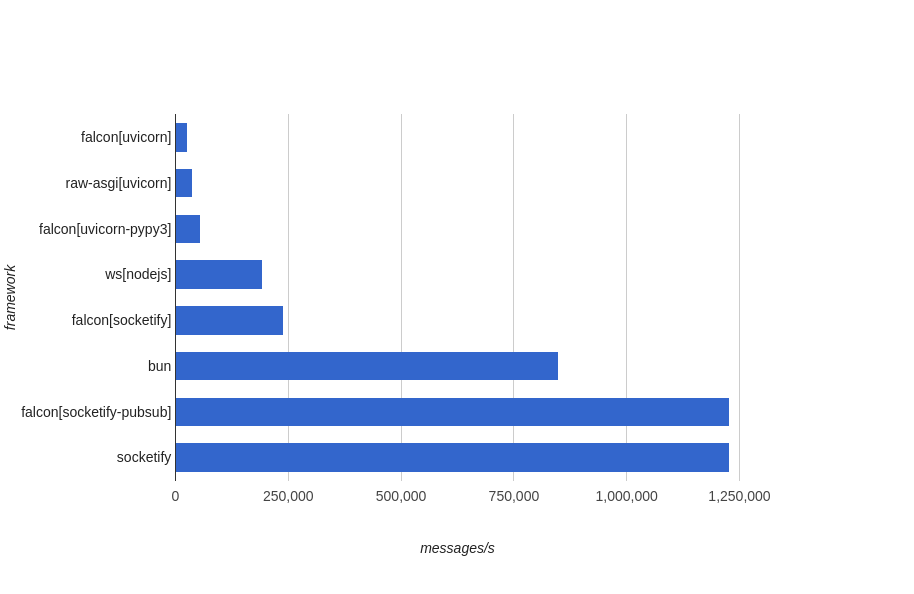 falcon[uvicorn]
raw-asgi[uvicorn]
falcon[uvicorn-pypy3]
ws[nodejs]
falcon[socketify]
bun
falcon[socketify-pubsub]
socketify
framework
0 250,000 500,000 750,000 1,000,000 1,250,000
messages/s